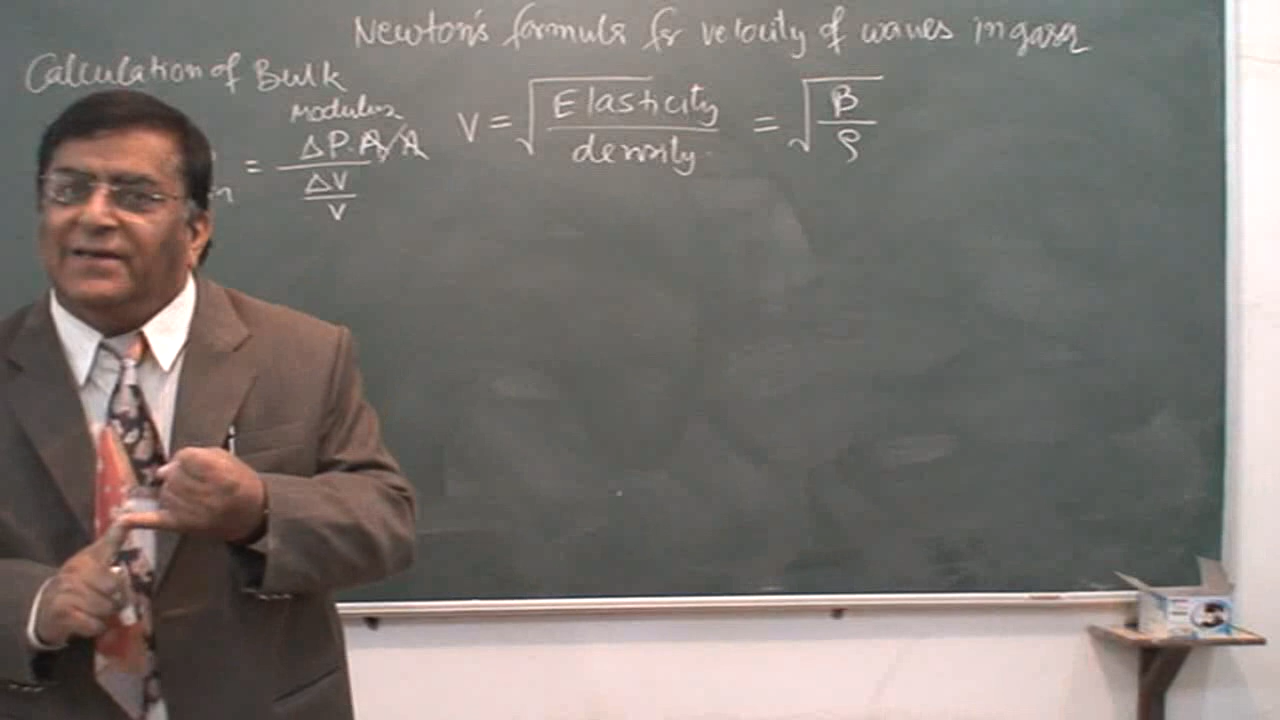 Newton's formula for velocity of waves in gases
Calculation of Bulk
Modulus
= ΔP·A/A / ΔV/V
V = √(Elasticity / density) = √(B / ρ)